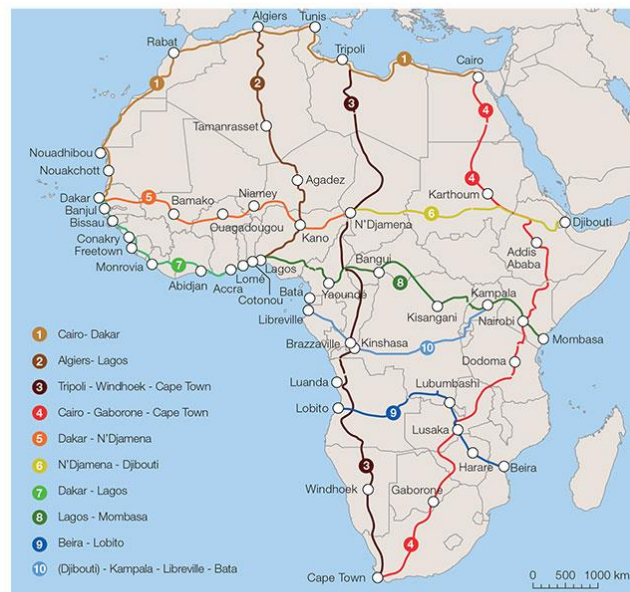 Algiers
Tunis
Rabat
Tripoli
Cairo
1
2
3
1
4
Tamanrasset
Nouadhibou
Nouakchott
Agadez
4
Karthoum
Dakar
5
Bamako
Niamey
Banjul
Bissau
Ouagadougou
Kano
N'Djamena
6
Djibouti
Conakry
Freetown
Monrovia
7
Abidjan
Accra
Lomé
Cotonou
Lagos
Addis
Ababa
Bangui
8
Bata
Yaoundé
Libreville
Kisangani
Kampala
Nairobi
Mombasa
Brazzaville
Kinshasa
10
Dodoma
Luanda
Lubumbashi
Lobito
9
Lusaka
Harare
Beira
3
Windhoek
Gaborone
4
Cape Town
1 Cairo- Dakar
2 Algiers- Lagos
3 Tripoli - Windhoek - Cape Town
4 Cairo - Gaborone - Cape Town
5 Dakar - N'Djamena
6 N'Djamena - Djibouti
7 Dakar - Lagos
8 Lagos - Mombasa
9 Beira - Lobito
10 (Djibouti) - Kampala - Libreville - Bata
0 500 1000 km